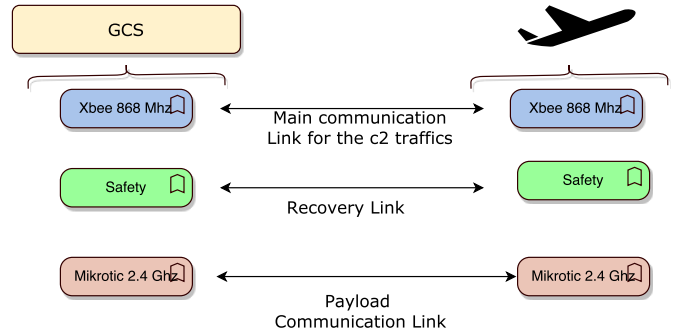 GCS
Xbee 868 Mhz
Main communication
Link for the c2 traffics
Xbee 868 Mhz
Safety
Recovery Link
Safety
Mikrotic 2.4 Ghz
Payload
Communication Link
Mikrotic 2.4 Ghz